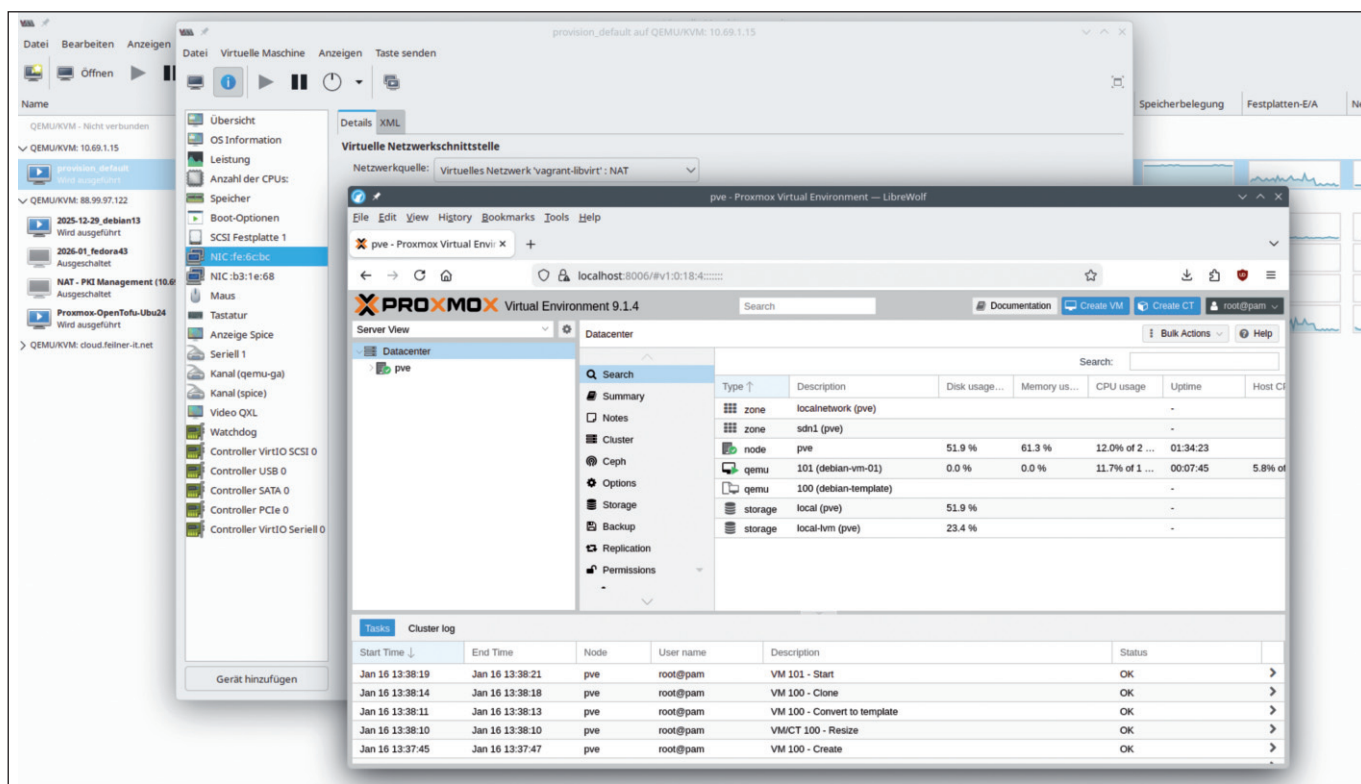 Datei Bearbeiten Anzeigen
Öffnen
Name
QEMU/KVM - Nicht verbunden
QEMU/KVM: 10.69.1.15
provision_default
Wird ausgeführt
QEMU/KVM: 88.99.97.122
2025-12-29_debian13
Wird ausgeführt
2026-01_fedora43
Ausgeschaltet
NAT - PKI Management (10.6
Ausgeschaltet
Proxmox-OpenTofu-Ubu24
Wird ausgeführt
QEMU/KVM: cloud.feilner-it.net
Speicherbelegung Festplatten-E/A
provision_default auf QEMU/KVM: 10.69.1.15
Datei Virtuelle Maschine Anzeigen Taste senden
Übersicht
OS Information
Leistung
Anzahl der CPUs:
Speicher
Boot-Optionen
SCSI Festplatte 1
NIC :fe:6c:bc
NIC :b3:1e:68
Maus
Tastatur
Anzeige Spice
Seriell 1
Kanal (qemu-ga)
Kanal (spice)
Video QXL
Watchdog
Controller VirtIO SCSI 0
Controller USB 0
Controller SATA 0
Controller PCIe 0
Controller VirtIO Seriell 0
Gerät hinzufügen
Details XML
Virtuelle Netzwerkschnittstelle
Netzwerkquelle: Virtuelles Netzwerk 'vagrant-libvirt' : NAT
pve - Proxmox Virtual Environment — LibreWolf
File Edit View History Bookmarks Tools Help
pve - Proxmox Virtual Envir
localhost:8006/#v1:0:18:4:::::::
PROXMOX Virtual Environment 9.1.4 Search Documentation Create VM Create CT root@pam
Server View
Datacenter
pve
Datacenter Bulk Actions Help
Search
Summary
Notes
Cluster
Ceph
Options
Storage
Backup
Replication
Permissions
Search:
Type Description Disk usage... Memory us... CPU usage Uptime Host C
zone localnetwork (pve) -
zone sdn1 (pve) -
node pve 51.9 % 61.3 % 12.0% of 2 ... 01:34:23
qemu 101 (debian-vm-01) 0.0 % 0.0 % 11.7% of 1 ... 00:07:45 5.8% of
qemu 100 (debian-template) -
storage local (pve) 51.9 % -
storage local-lvm (pve) 23.4 % -
Tasks Cluster log
Start Time End Time Node User name Description Status
Jan 16 13:38:19 Jan 16 13:38:21 pve root@pam VM 101 - Start OK
Jan 16 13:38:14 Jan 16 13:38:18 pve root@pam VM 100 - Clone OK
Jan 16 13:38:11 Jan 16 13:38:13 pve root@pam VM 100 - Convert to template OK
Jan 16 13:38:10 Jan 16 13:38:10 pve root@pam VM/CT 100 - Resize OK
Jan 16 13:37:45 Jan 16 13:37:47 pve root@pam VM 100 - Create OK